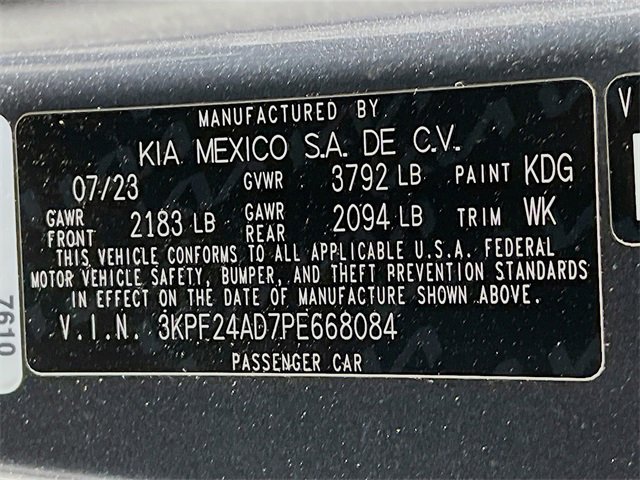 MANUFACTURED BY
KIA MEXICO S.A. DE C.V.
07/23 GVWR 3792 LB PAINT KDG
GAWR FRONT 2183 LB GAWR REAR 2094 LB TRIM WK
THIS VEHICLE CONFORMS TO ALL APPLICABLE U.S.A. FEDERAL
MOTOR VEHICLE SAFETY, BUMPER, AND THEFT PREVENTION STANDARDS
IN EFFECT ON THE DATE OF MANUFACTURE SHOWN ABOVE.
V.I.N. 3KPF24AD7PE668084
PASSENGER CAR
7610
V